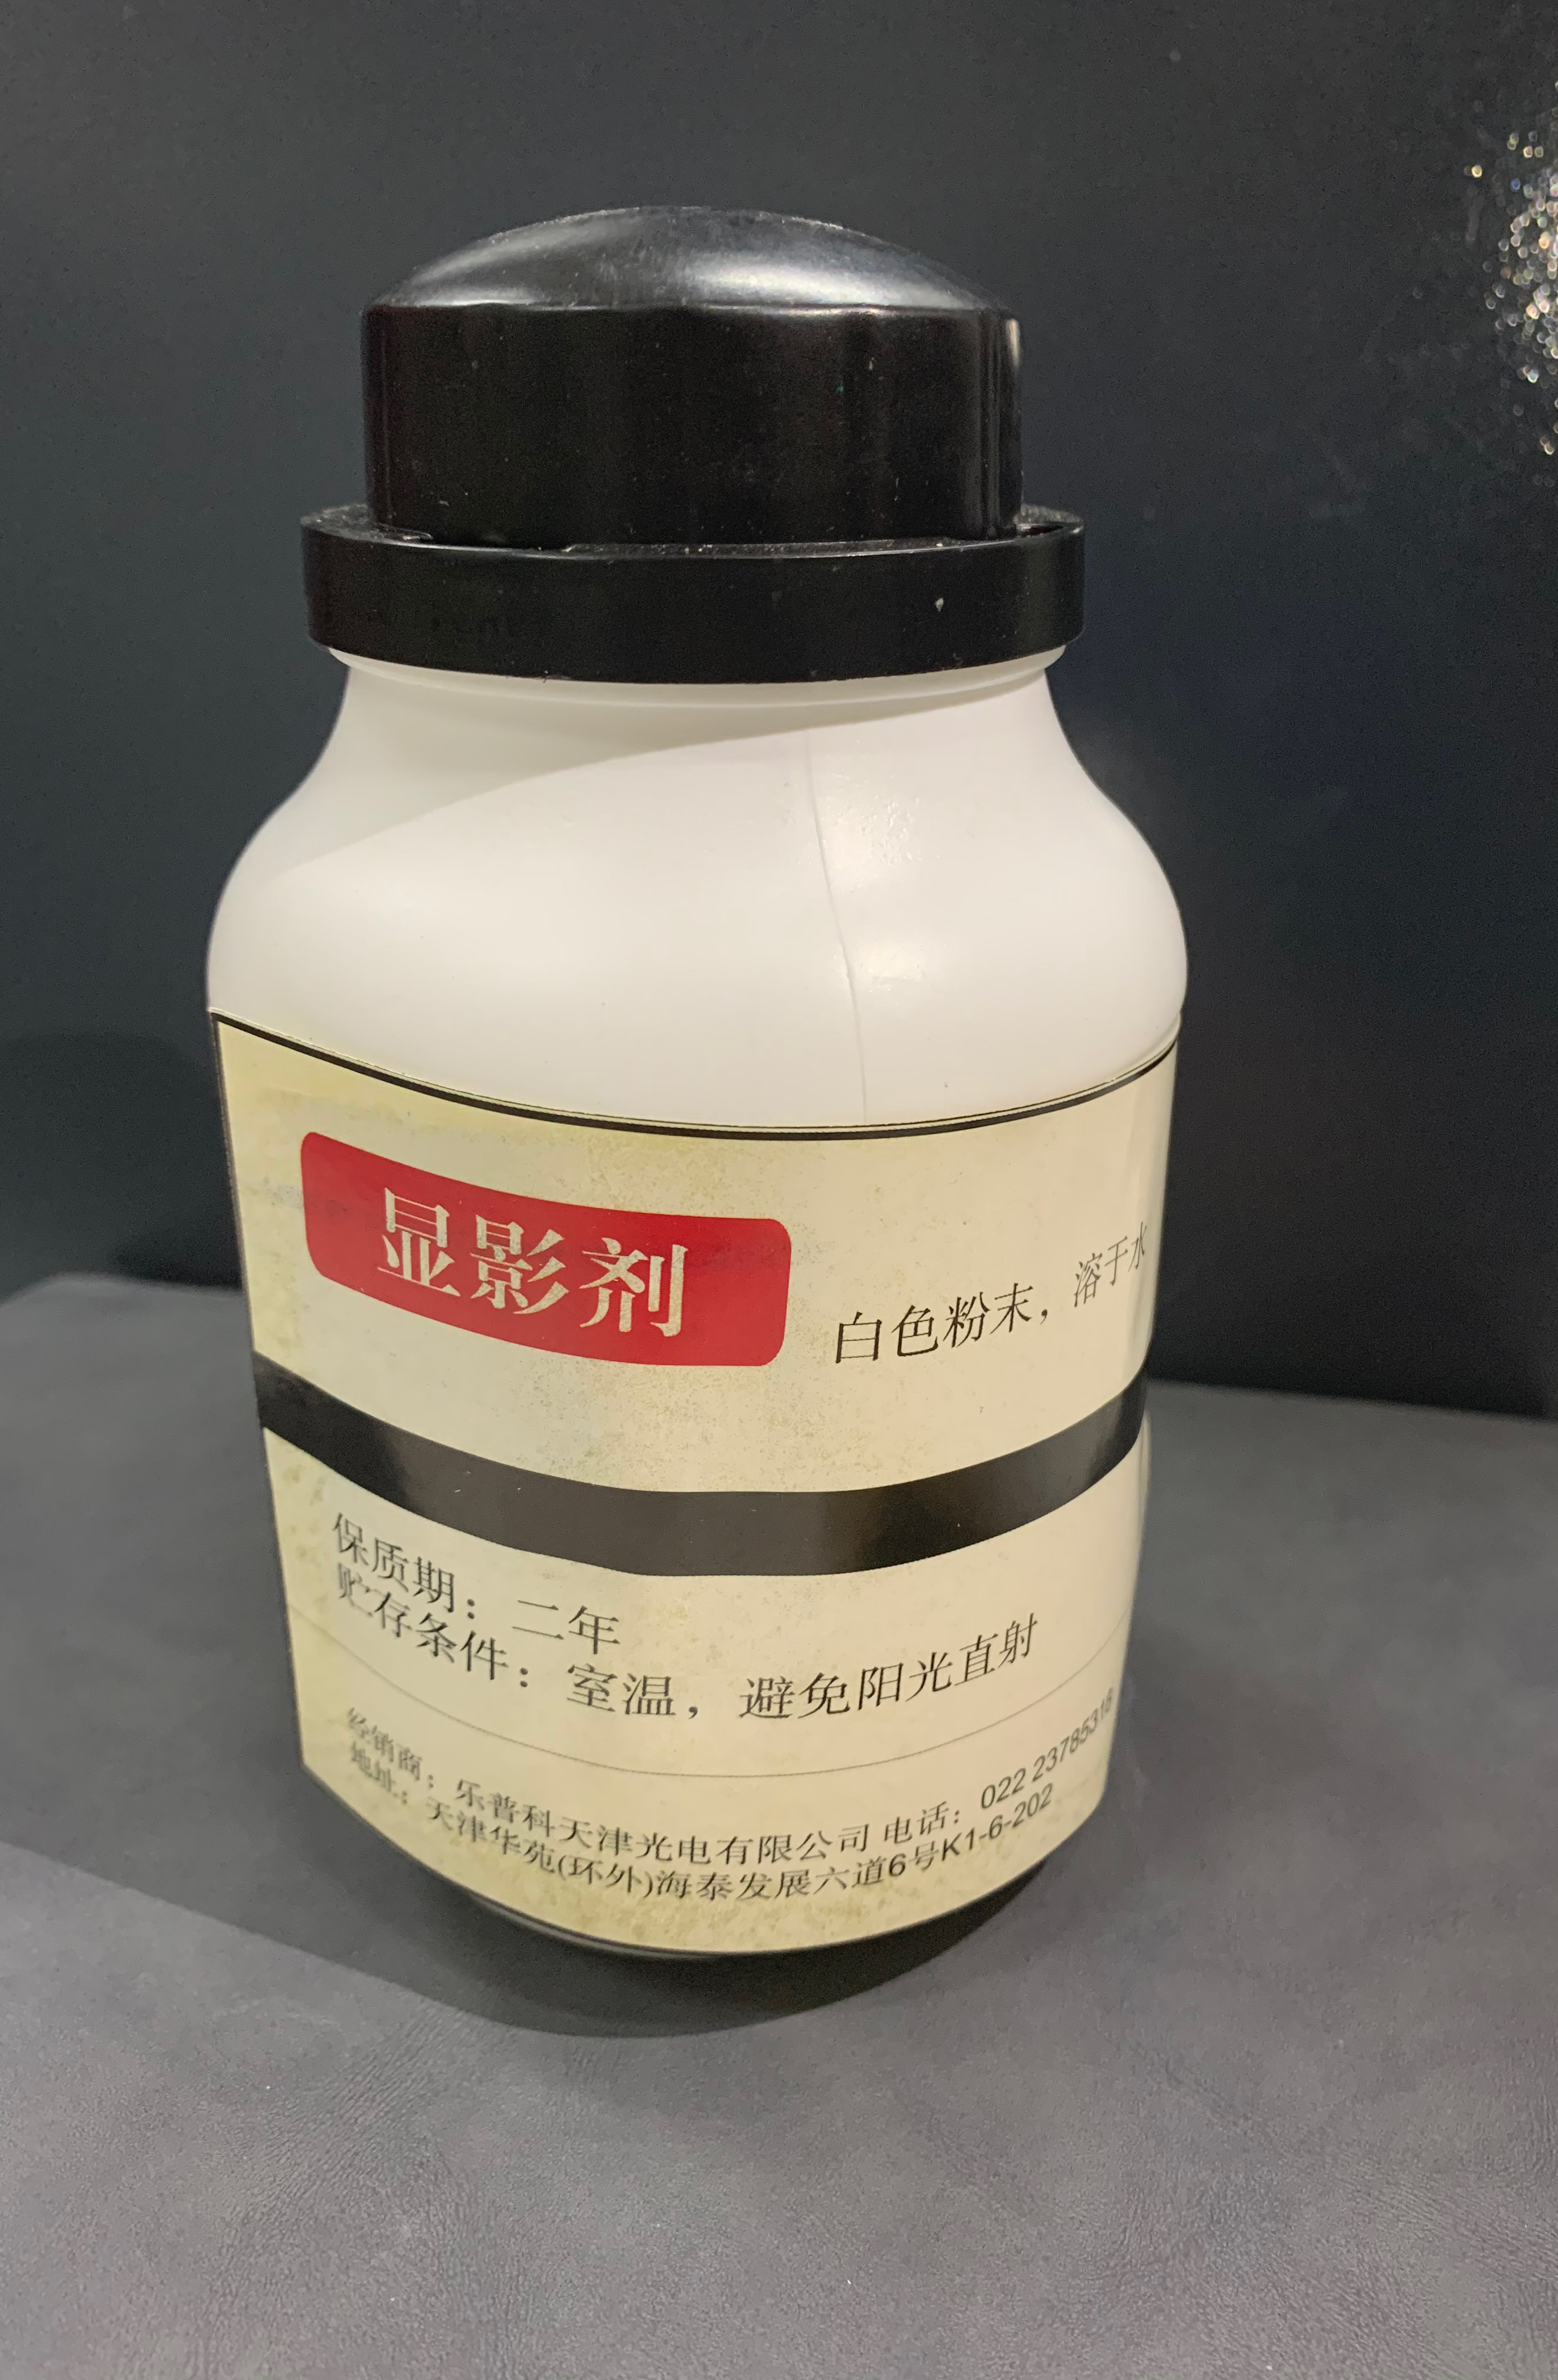 显影剂
白色粉末，溶于水
保质期：二年
贮存条件：室温，避免阳光直射
经销商：乐普科天津光电有限公司 电话：022 23785318
地址：天津华苑(环外)海泰发展六道6号K1-6-202